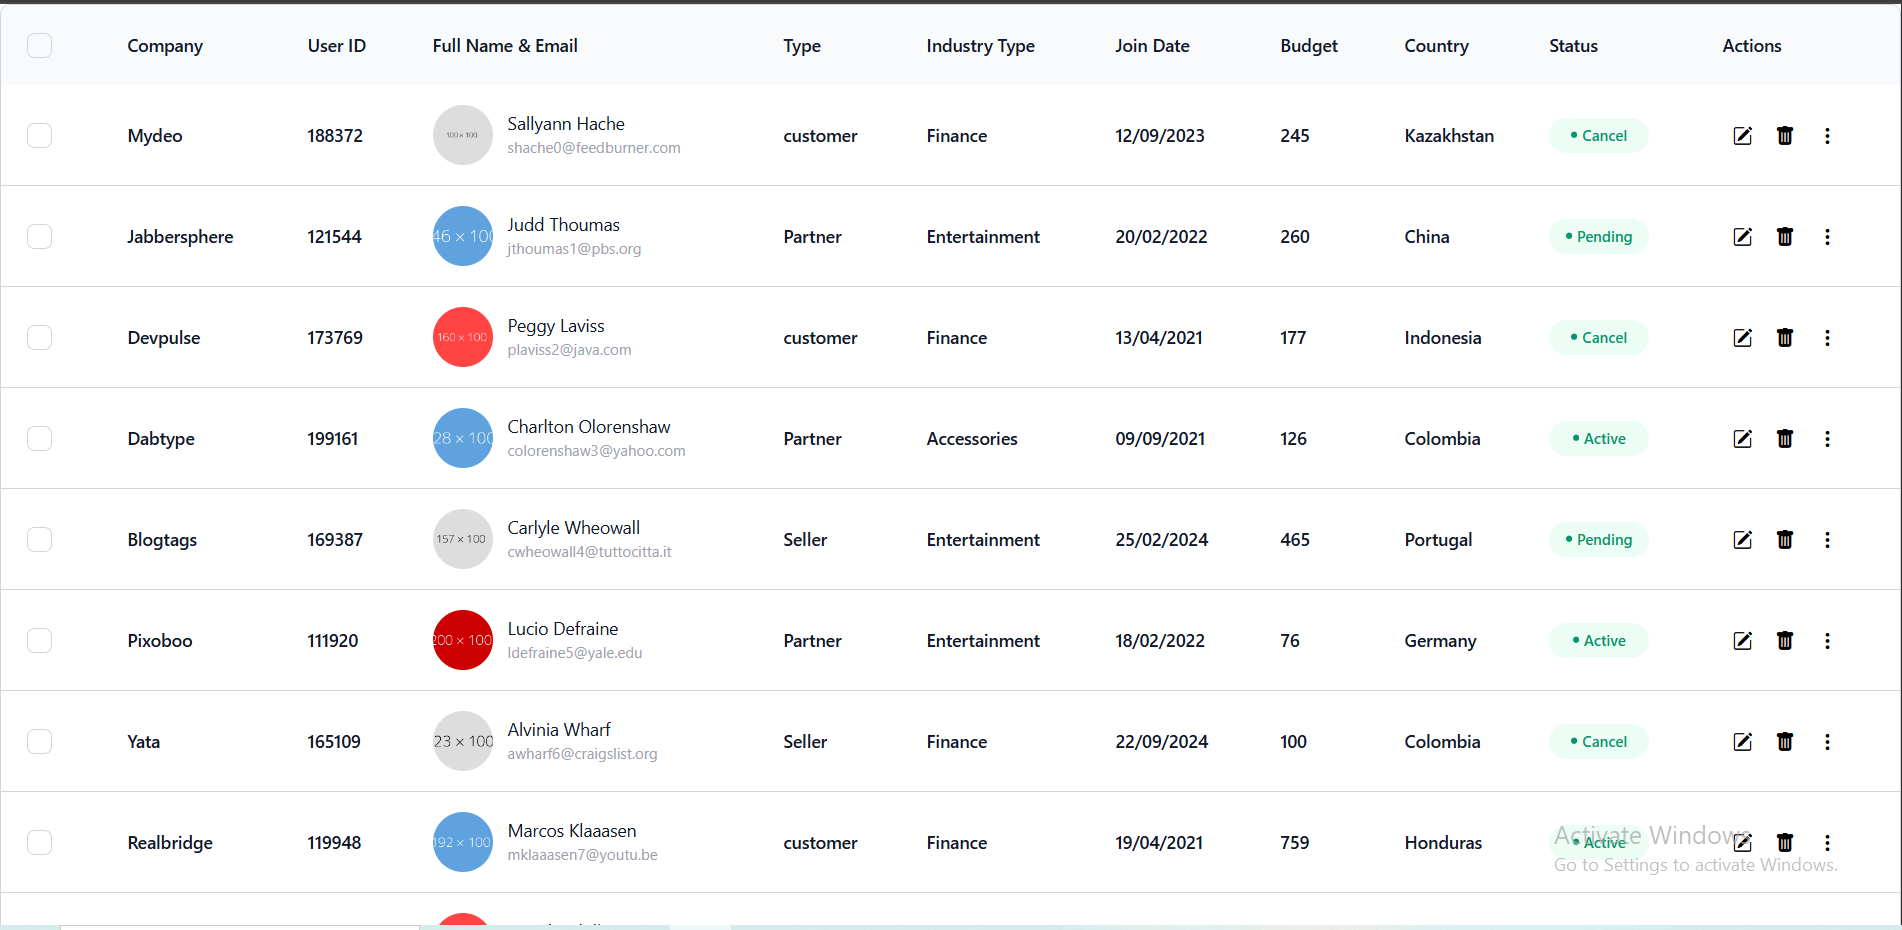 Company User ID Full Name & Email Type Industry Type Join Date Budget Country Status Actions
100 × 100
Mydeo 188372 Sallyann Hache customer Finance 12/09/2023 245 Kazakhstan Cancel
shache0@feedburner.com
46 × 100
Jabbersphere 121544 Judd Thoumas Partner Entertainment 20/02/2022 260 China Pending
jthoumas1@pbs.org
160 × 100
Devpulse 173769 Peggy Laviss customer Finance 13/04/2021 177 Indonesia Cancel
plaviss2@java.com
28 × 100
Dabtype 199161 Charlton Olorenshaw Partner Accessories 09/09/2021 126 Colombia Active
colorenshaw3@yahoo.com
157 × 100
Blogtags 169387 Carlyle Wheowall Seller Entertainment 25/02/2024 465 Portugal Pending
cwheowall4@tuttocitta.it
200 × 100
Pixoboo 111920 Lucio Defraine Partner Entertainment 18/02/2022 76 Germany Active
ldefraine5@yale.edu
23 × 100
Yata 165109 Alvinia Wharf Seller Finance 22/09/2024 100 Colombia Cancel
awharf6@craigslist.org
192 × 100
Realbridge 119948 Marcos Klaaasen customer Finance 19/04/2021 759 Honduras Active
mklaaasen7@youtu.be
Activate Windows
Go to Settings to activate Windows.